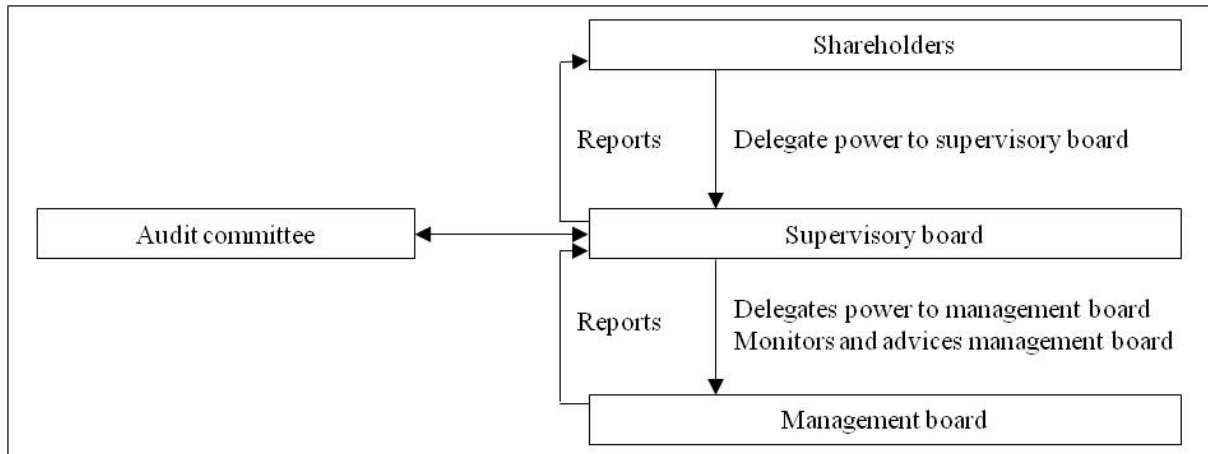 Shareholders
Reports
Delegate power to supervisory board
Audit committee
Supervisory board
Reports
Delegates power to management board
Monitors and advices management board
Management board